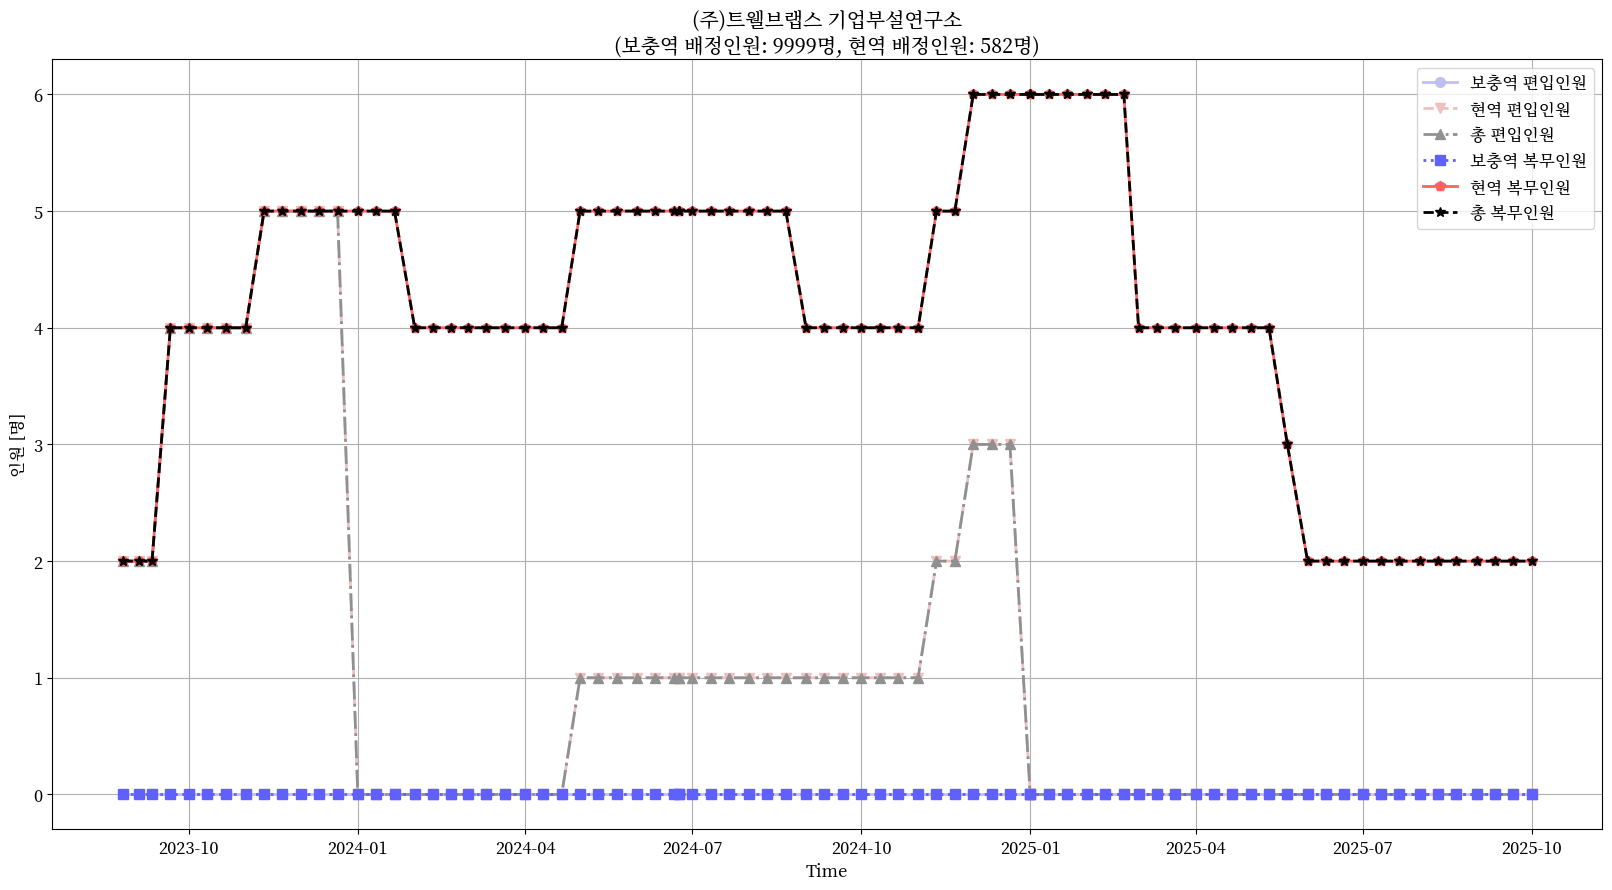 (주)트웰브랩스 기업부설연구소
(보충역 배정인원: 9999명, 현역 배정인원: 582명)
6
5
4
3
2
1
0
인원 [명]
보충역 편입인원
현역 편입인원
총 편입인원
보충역 복무인원
현역 복무인원
총 복무인원
2023-10
2024-01
2024-04
2024-07
2024-10
2025-01
2025-04
2025-07
2025-10
Time